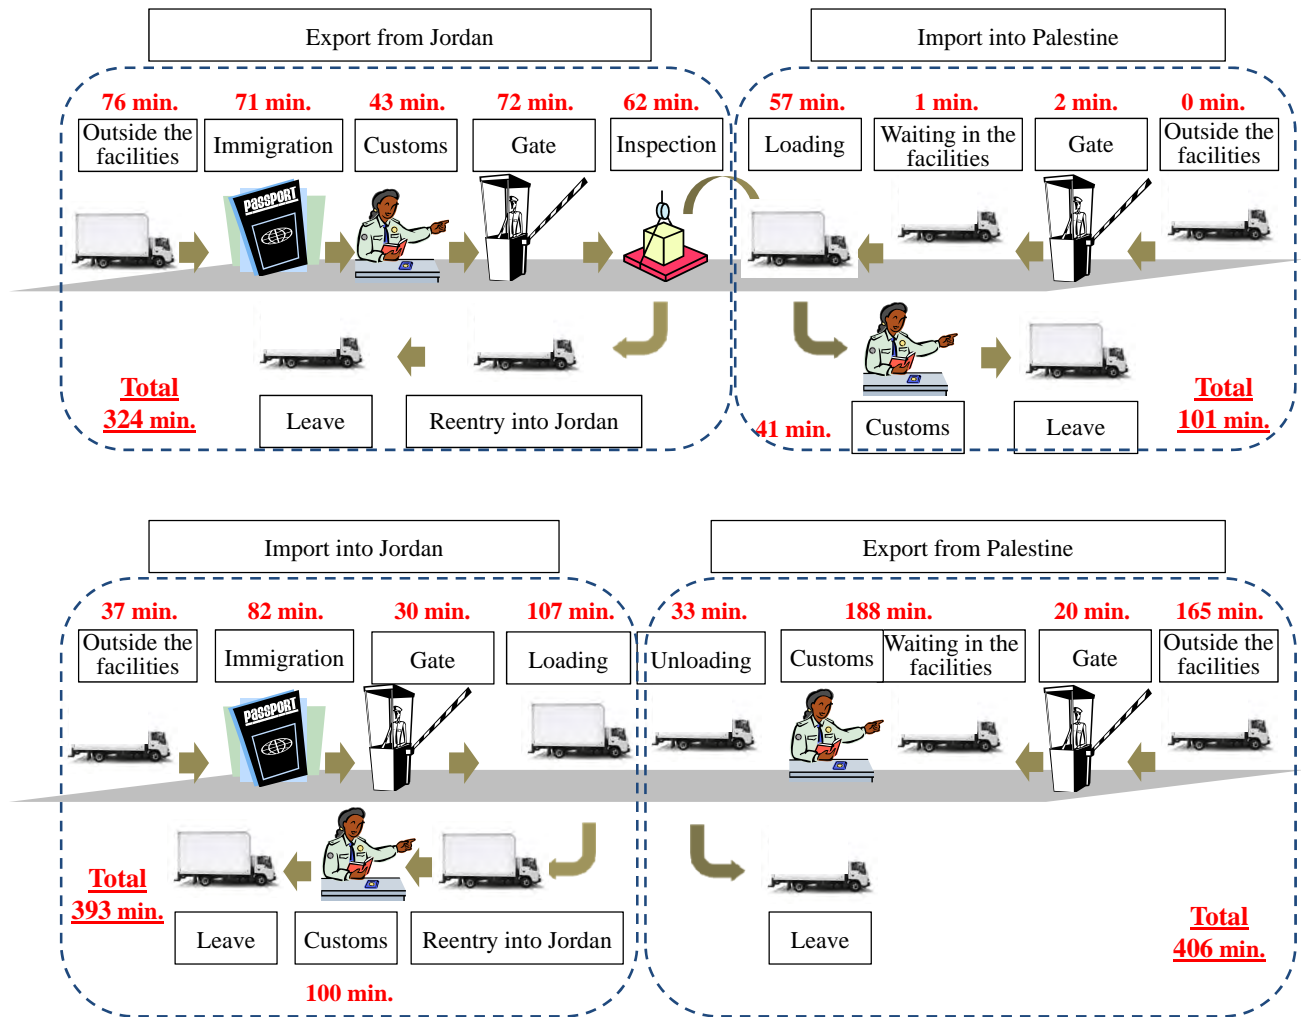 Export from Jordan
Import into Palestine
76 min.
71 min.
43 min.
72 min.
62 min.
57 min.
1 min.
2 min.
0 min.
Outside the
facilities
Immigration
Customs
Gate
Inspection
Loading
Waiting in the
facilities
Gate
Outside the
facilities
PASSPORT
Total
324 min.
Leave
Reentry into Jordan
41 min.
Customs
Leave
Total
101 min.
Import into Jordan
Export from Palestine
37 min.
82 min.
30 min.
107 min.
33 min.
188 min.
20 min.
165 min.
Outside the
facilities
Immigration
Gate
Loading
Unloading
Customs
Waiting in the
facilities
Gate
Outside the
facilities
PASSPORT
Total
393 min.
Leave
Customs
Reentry into Jordan
100 min.
Leave
Total
406 min.